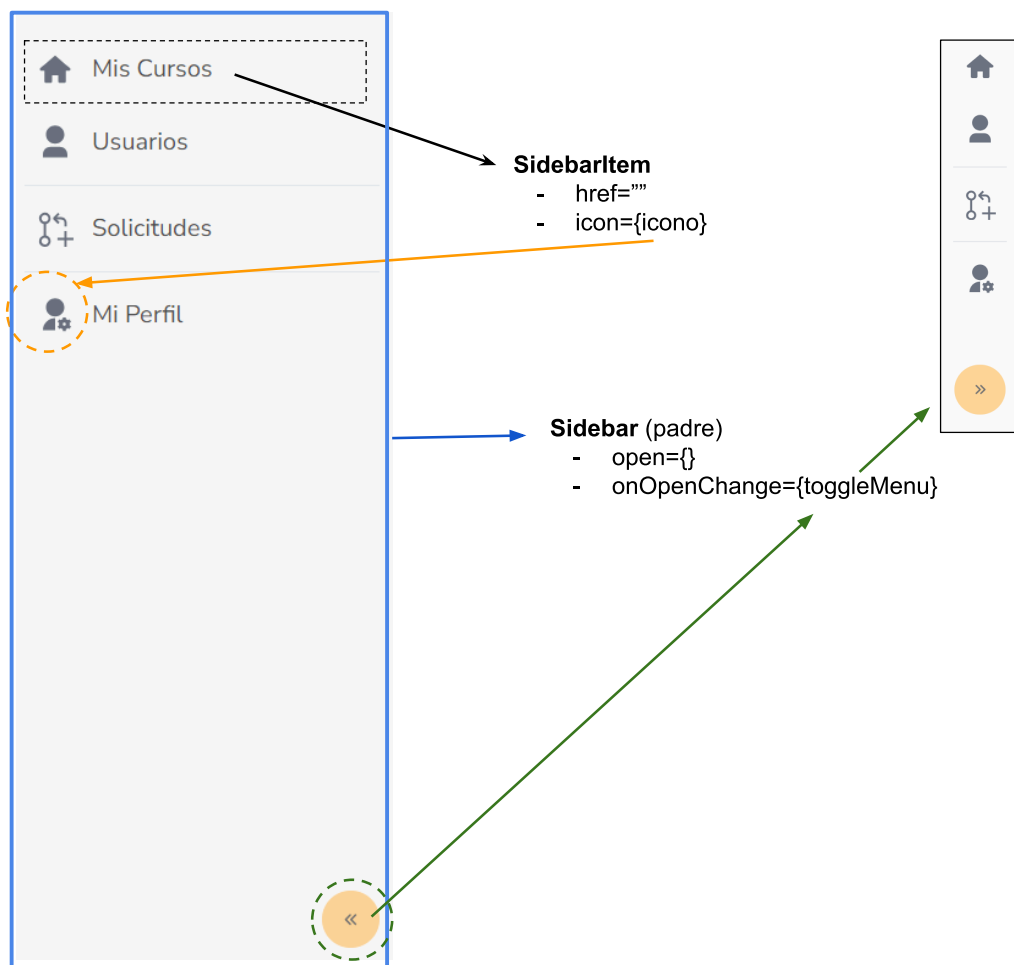 Mis Cursos
Usuarios
Solicitudes
Mi Perfil
SidebarItem
- href=””
- icon={icono}
Sidebar (padre)
- open={}
- onOpenChange={toggleMenu}
«
»